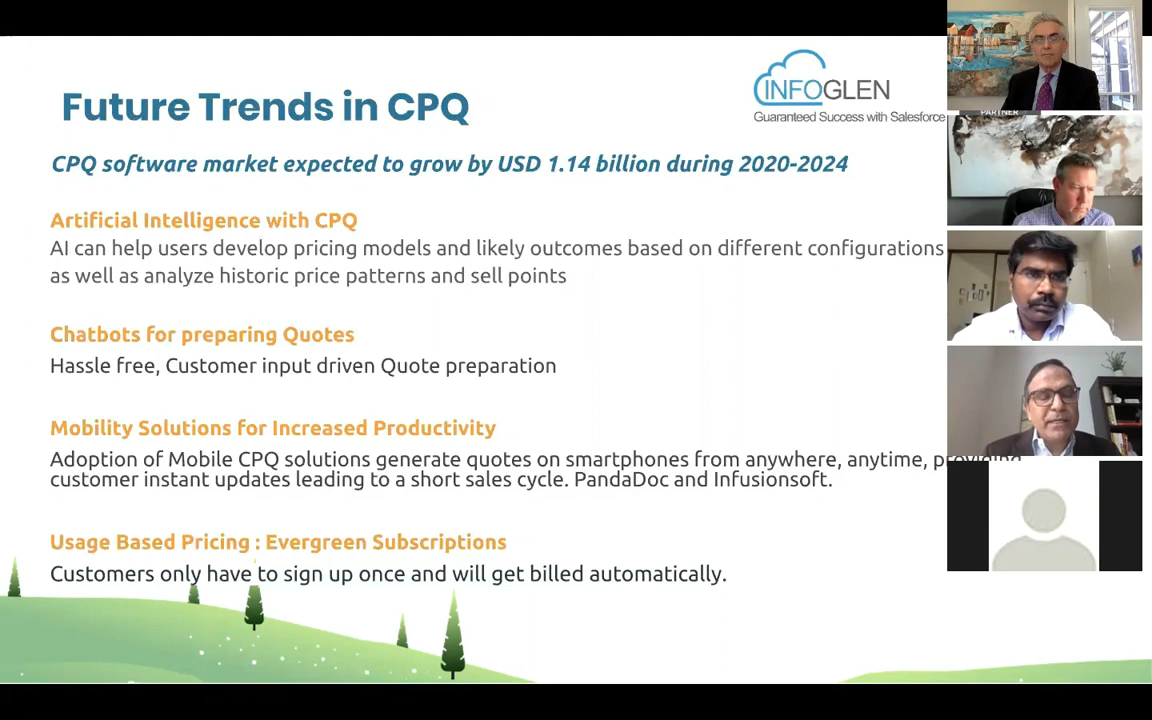 Future Trends in CPQ
INFOGLEN
Guaranteed Success with Salesforce
PARTNER
CPQ software market expected to grow by USD 1.14 billion during 2020-2024
Artificial Intelligence with CPQ
AI can help users develop pricing models and likely outcomes based on different configurations
as well as analyze historic price patterns and sell points
Chatbots for preparing Quotes
Hassle free, Customer input driven Quote preparation
Mobility Solutions for Increased Productivity
Adoption of Mobile CPQ solutions generate quotes on smartphones from anywhere, anytime, providing
customer instant updates leading to a short sales cycle. PandaDoc and Infusionsoft.
Usage Based Pricing : Evergreen Subscriptions
Customers only have to sign up once and will get billed automatically.